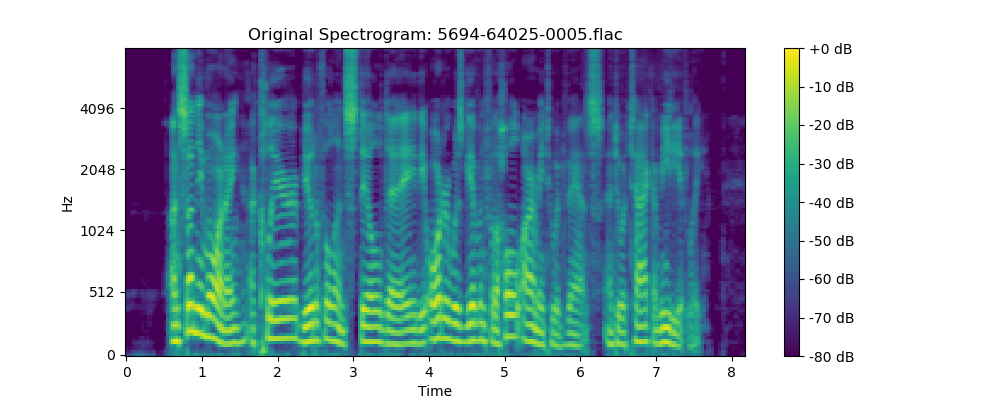 Original Spectrogram: 5694-64025-0005.flac
Hz
4096
2048
1024
512
0
0 1 2 3 4 5 6 7 8
Time
+0 dB
-10 dB
-20 dB
-30 dB
-40 dB
-50 dB
-60 dB
-70 dB
-80 dB